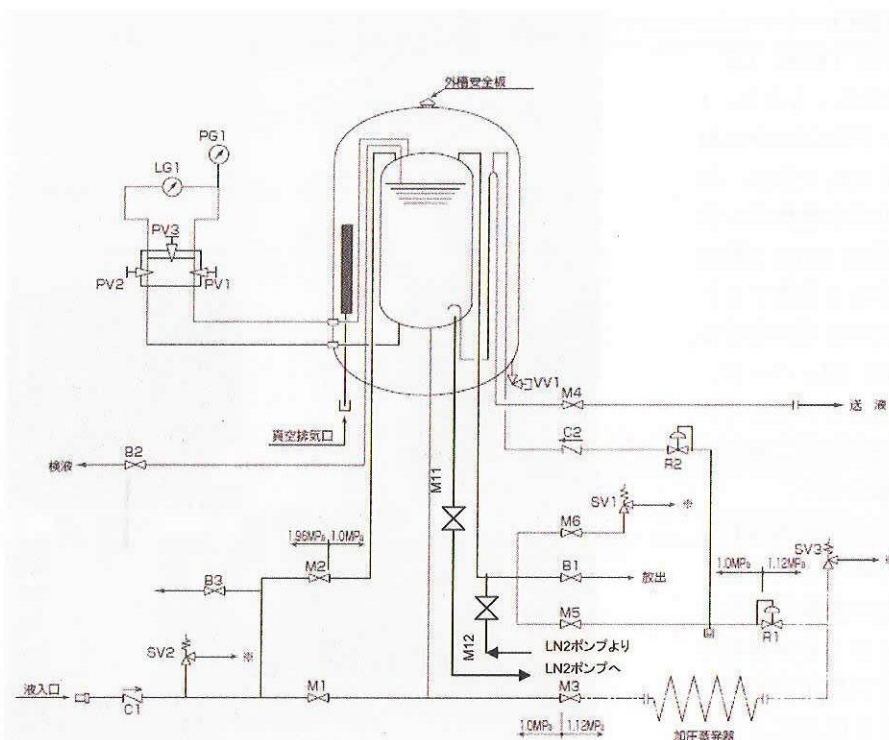 外槽安全板
PG1
LG1
PV3
PV2
PV1
VV1
M4
送 液
真空排気口
C2
R2
B2
検液
M11
SV1
※
M6
1.96MPa
1.0MPa
M2
B1
放出
SV3
※
1.0MPa
1.12MPa
B3
M5
R1
SV2
※
M12
LN2ポンプより
LN2ポンプへ
液入口
C1
M1
M3
1.0MPa
1.12MPa
加圧蒸発器